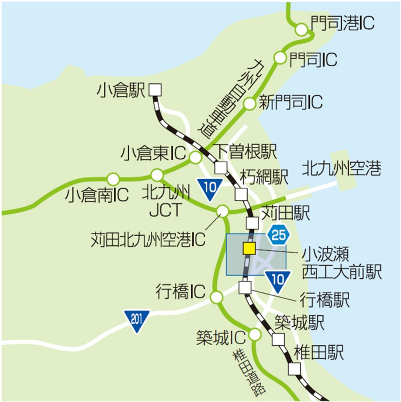 門司港IC
門司IC
小倉駅
九州自動車道
新門司IC
小倉東IC
下曽根駅
朽網駅
北九州空港
小倉南IC
北九州
JCT
10
苅田駅
苅田北九州空港IC
25
小波瀬
西工大前駅
10
行橋IC
行橋駅
201
築城駅
築城IC
椎田駅
椎田道路